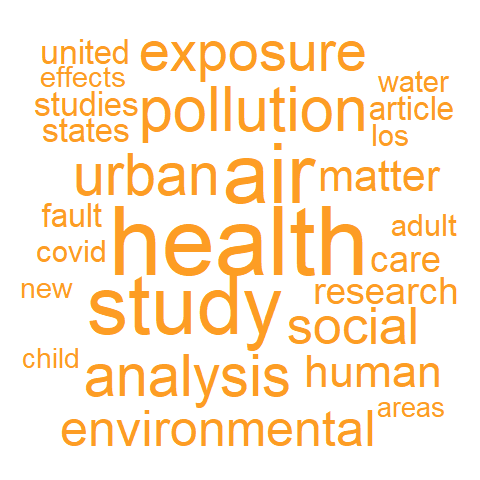 united exposure
effects
water
studies pollution article
states
los
urban air matter
fault health adult
covid
care
new
study research
social
child
analysis human
areas
environmental